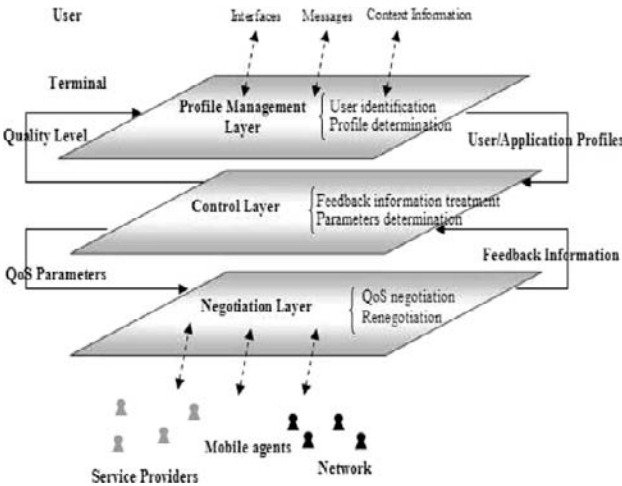 User
Interfaces
Messages
Context Information
Terminal
Profile Management
Layer
User identification
Profile determination
Quality Level
User/Application Profiles
Control Layer
Feedback information treatment
Parameters determination
QoS Parameters
Feedback Information
Negotiation Layer
QoS negotiation
Renegotiation
Mobile agents
Service Providers
Network